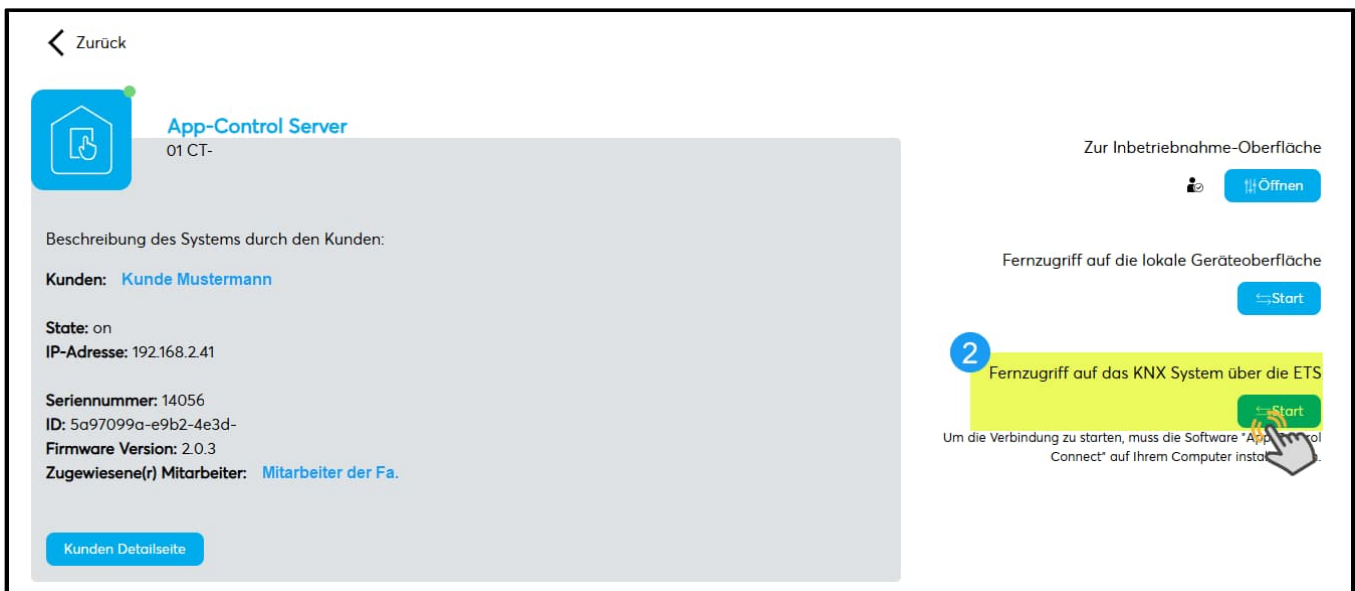 Zurück
App-Control Server
01 CT-
Beschreibung des Systems durch den Kunden:
Kunden: Kunde Mustermann
State: on
IP-Adresse: 192.168.2.41
Seriennummer: 14056
ID: 5a97099a-e9b2-4e3d-
Firmware Version: 2.0.3
Zugewiesene(r) Mitarbeiter: Mitarbeiter der Fa.
Kunden Detailseite
Zur Inbetriebnahme-Oberfläche
Öffnen
Fernzugriff auf die lokale Geräteoberfläche
Start
2
Fernzugriff auf das KNX System über die ETS
Start
Um die Verbindung zu starten, muss die Software "App
Connect" auf Ihrem Computer